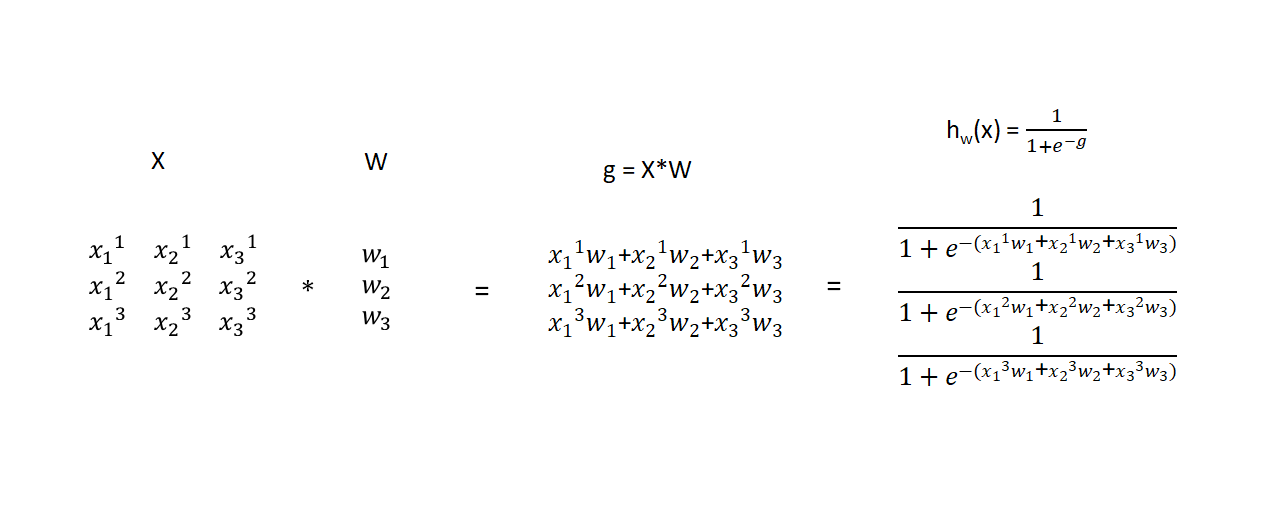 X W g = X*W h_w(x) = 1/(1+e^{-g})
x₁¹ x₂¹ x₃¹ w₁ x₁¹w₁+x₂¹w₂+x₃¹w₃ 1/(1 + e^{−(x₁¹w₁+x₂¹w₂+x₃¹w₃)})
x₁² x₂² x₃² * w₂ = x₁²w₁+x₂²w₂+x₃²w₃ = 1/(1 + e^{−(x₁²w₁+x₂²w₂+x₃²w₃)})
x₁³ x₂³ x₃³ w₃ x₁³w₁+x₂³w₂+x₃³w₃ 1/(1 + e^{−(x₁³w₁+x₂³w₂+x₃³w₃)})